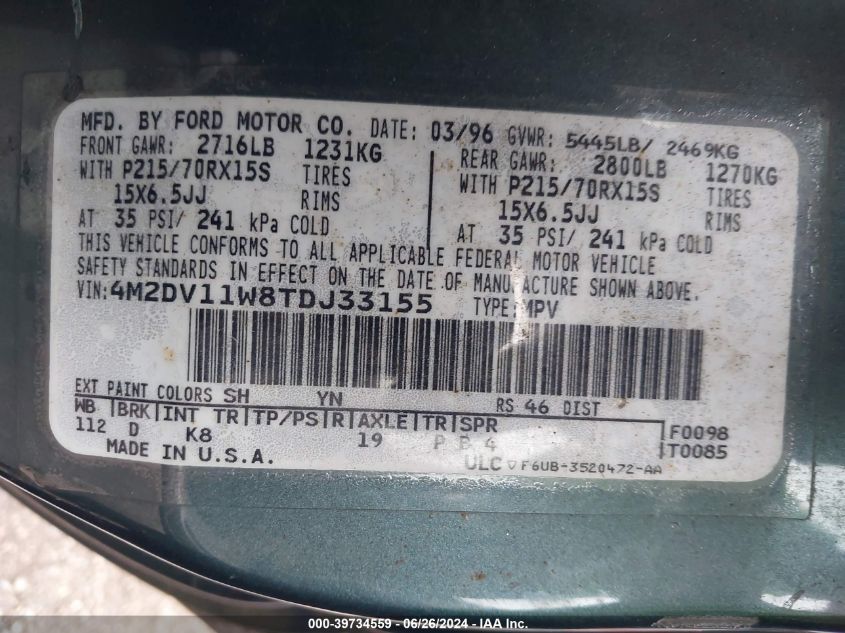 MFD. BY FORD MOTOR CO. DATE: 03/96 GVWR: 5445LB/ 2469KG
FRONT GAWR: 2716LB 1231KG REAR GAWR: 2800LB 1270KG
WITH P215/70RX15S TIRES WITH P215/70RX15S TIRES
15X6.5JJ RIMS 15X6.5JJ RIMS
AT 35 PSI/ 241 kPa COLD AT 35 PSI/ 241 kPa COLD
THIS VEHICLE CONFORMS TO ALL APPLICABLE FEDERAL MOTOR VEHICLE
SAFETY STANDARDS IN EFFECT ON THE DATE OF MANUFACTURE SHOWN ABOVE.
VIN: 4M2DV11W8TDJ33155 TYPE: MPV
EXT PAINT COLORS SH YN RS 46 DIST
WB BRK INT TR TP/PS R AXLE TR SPR F0098
112 D K8 19 P B 4 T0085
MADE IN U.S.A. ULC F6UB-3520472-AA
000-39734559 - 06/26/2024 - IAA Inc.